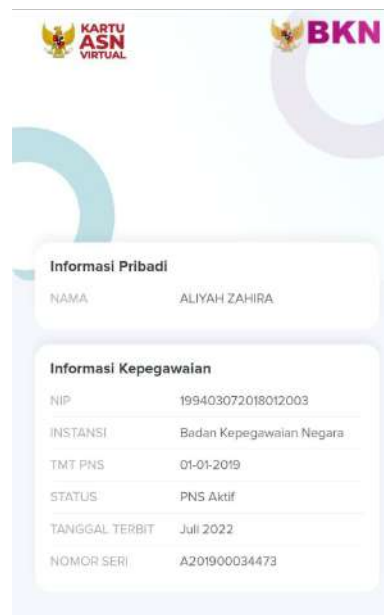 KARTU
ASN
VIRTUAL
BKN
Informasi Pribadi
NAMA ALIYAH ZAHIRA
Informasi Kepegawaian
NIP 199403072018012003
INSTANSI Badan Kepegawaian Negara
TMT PNS 01-01-2019
STATUS PNS Aktif
TANGGAL TERBIT Juli 2022
NOMOR SERI A201900034473